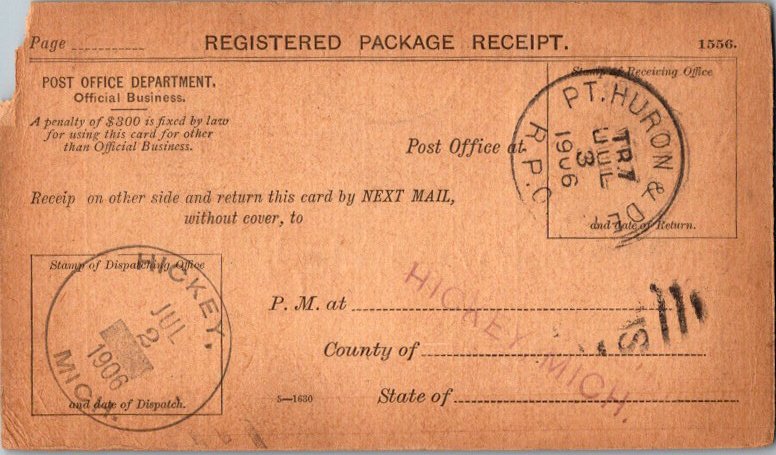 Page
REGISTERED PACKAGE RECEIPT.
1556.
POST OFFICE DEPARTMENT.
Official Business.
A penalty of $300 is fixed by law
for using this card for other
than Official Business.
Stamp of Receiving Office
and date of Return.
PT. HURON & DET
R.P.O.
TR 7
JUL
3
1906
Post Office at
Receip on other side and return this card by NEXT MAIL,
without cover, to
Stamp of Dispatching Office
and date of Dispatch.
HICKEY,
MICH.
JUL
2
1906
P. M. at
HICKEY, MICH.
County of
State of
5—1630